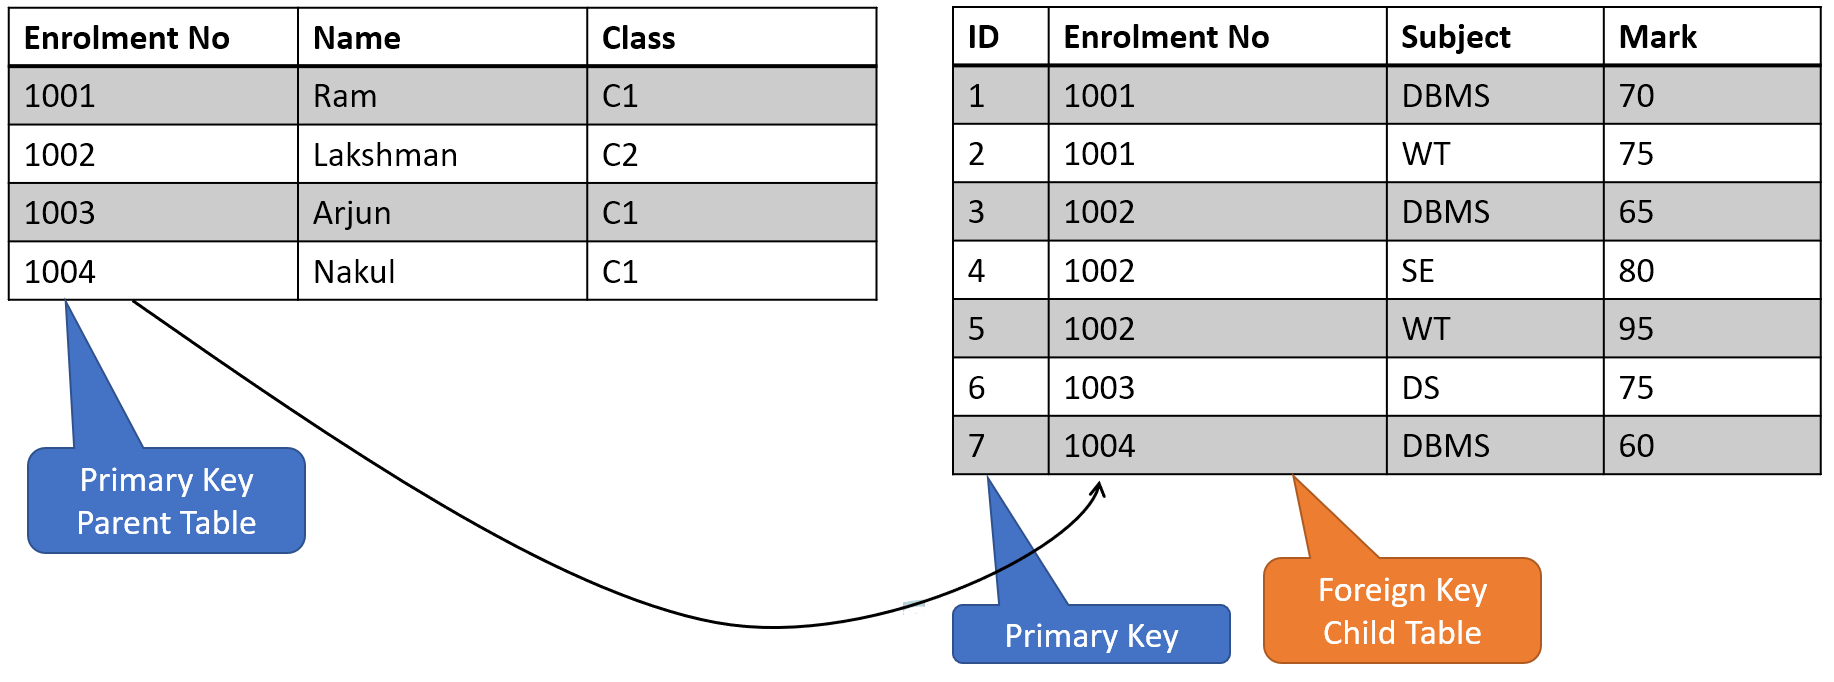 Enrolment No Name Class
1001 Ram C1
1002 Lakshman C2
1003 Arjun C1
1004 Nakul C1
Primary Key
Parent Table
ID Enrolment No Subject Mark
1 1001 DBMS 70
2 1001 WT 75
3 1002 DBMS 65
4 1002 SE 80
5 1002 WT 95
6 1003 DS 75
7 1004 DBMS 60
Primary Key
Foreign Key
Child Table